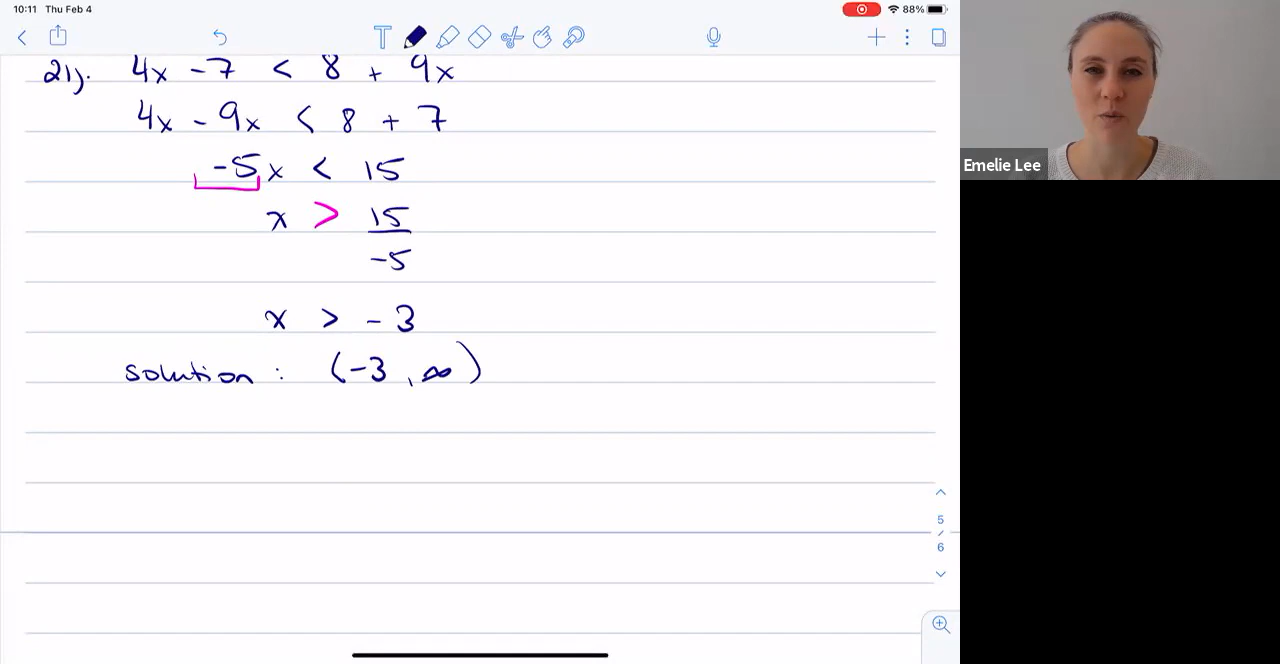 10:11 Thu Feb 4
88%
T
21). 4x - 7 < 8 + 9x
4x - 9x < 8 + 7
-5x < 15
x > 15
-5
x > -3
solution : (-3, ∞)
Emelie Lee
5
6